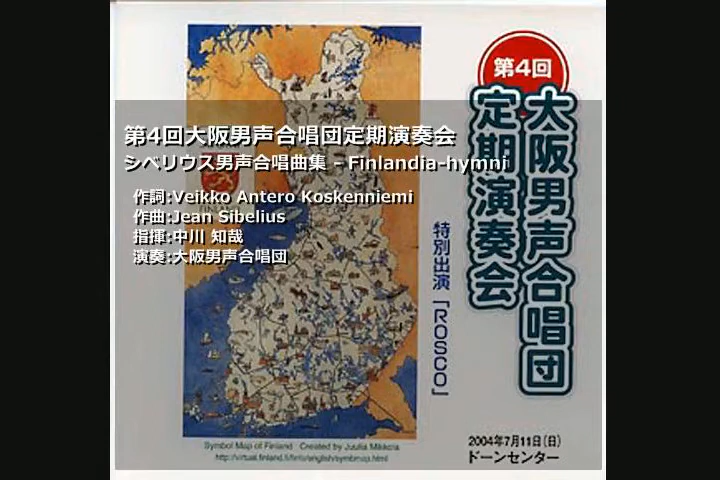 第4回大阪男声合唱団定期演奏会
シベリウス男声合唱曲集 - Finlandia-hymni
作詞:Veikko Antero Koskenniemi
作曲:Jean Sibelius
指揮:中川 知哉
演奏:大阪男声合唱団
第4回
大阪男声合唱団
定期演奏会
特別出演「ROSCO」
2004年7月11日(日)
ドーンセンター
Symbol Map of Finland Created by Juulia Mikkola